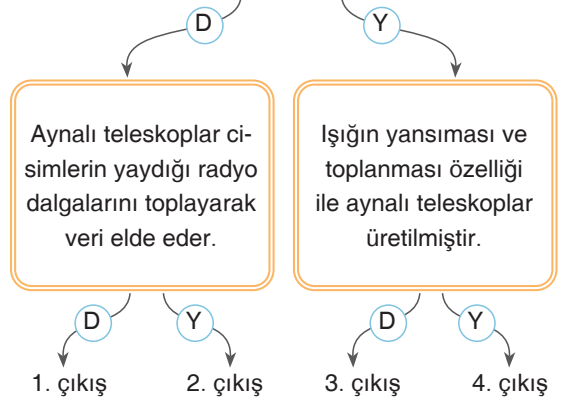 D
Y
Aynalı teleskoplar ci-
simlerin yaydığı radyo
dalgalarını toplayarak
veri elde eder.
Işığın yansıması ve
toplanması özelliği
ile aynalı teleskoplar
üretilmiştir.
D
Y
D
Y
1. çıkış
2. çıkış
3. çıkış
4. çıkış